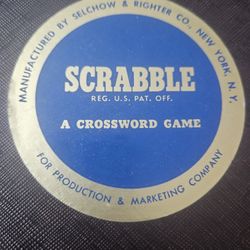 MANUFACTURED BY SELCHOW & RIGHTER CO., NEW YORK, N.Y.
SCRABBLE
REG. U.S. PAT. OFF.
A CROSSWORD GAME
FOR PRODUCTION & MARKETING COMPANY